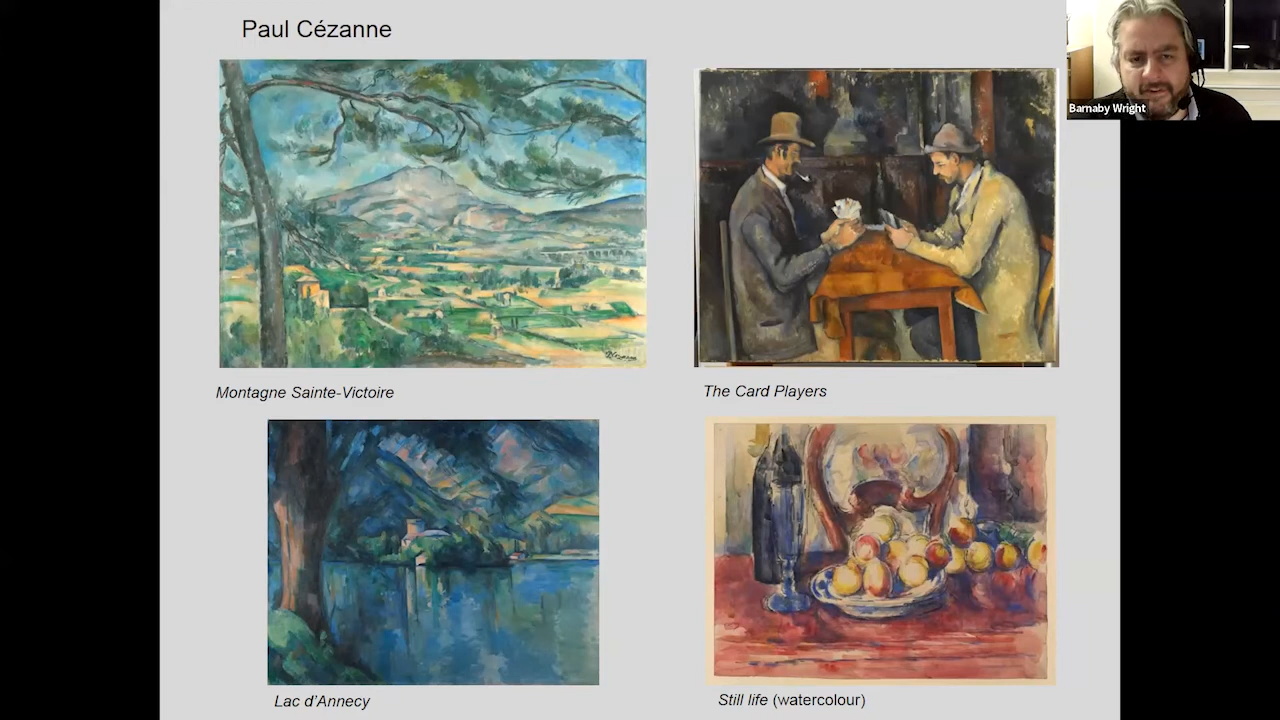 Paul Cézanne
Barnaby Wright
Montagne Sainte-Victoire
The Card Players
Lac d'Annecy
Still life (watercolour)